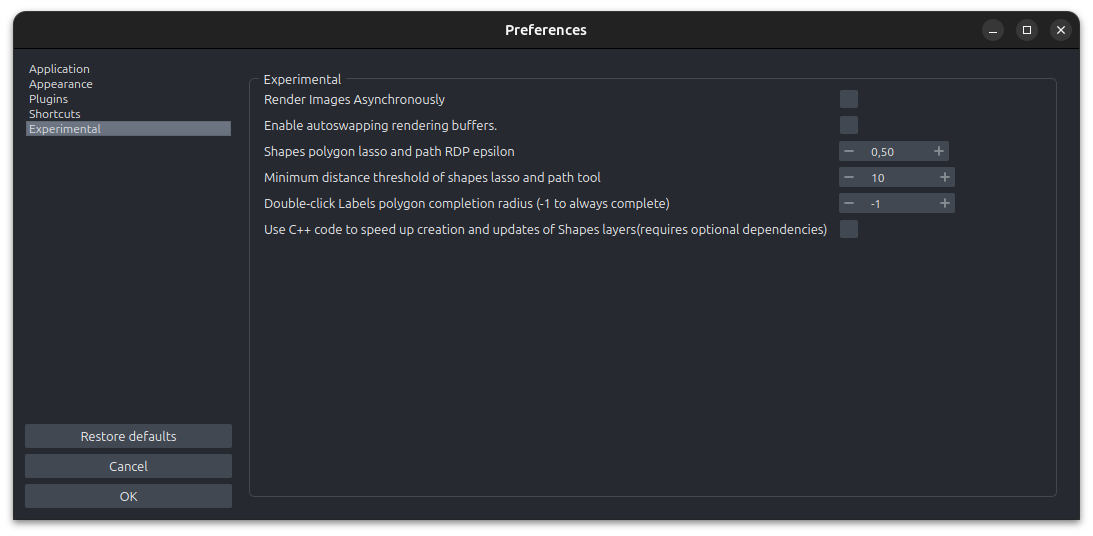 Preferences
Application
Appearance
Plugins
Shortcuts
Experimental
Experimental
Render Images Asynchronously
Enable autoswapping rendering buffers.
Shapes polygon lasso and path RDP epsilon
0,50
Minimum distance threshold of shapes lasso and path tool
10
Double-click Labels polygon completion radius (-1 to always complete)
-1
Use C++ code to speed up creation and updates of Shapes layers(requires optional dependencies)
Restore defaults
Cancel
OK